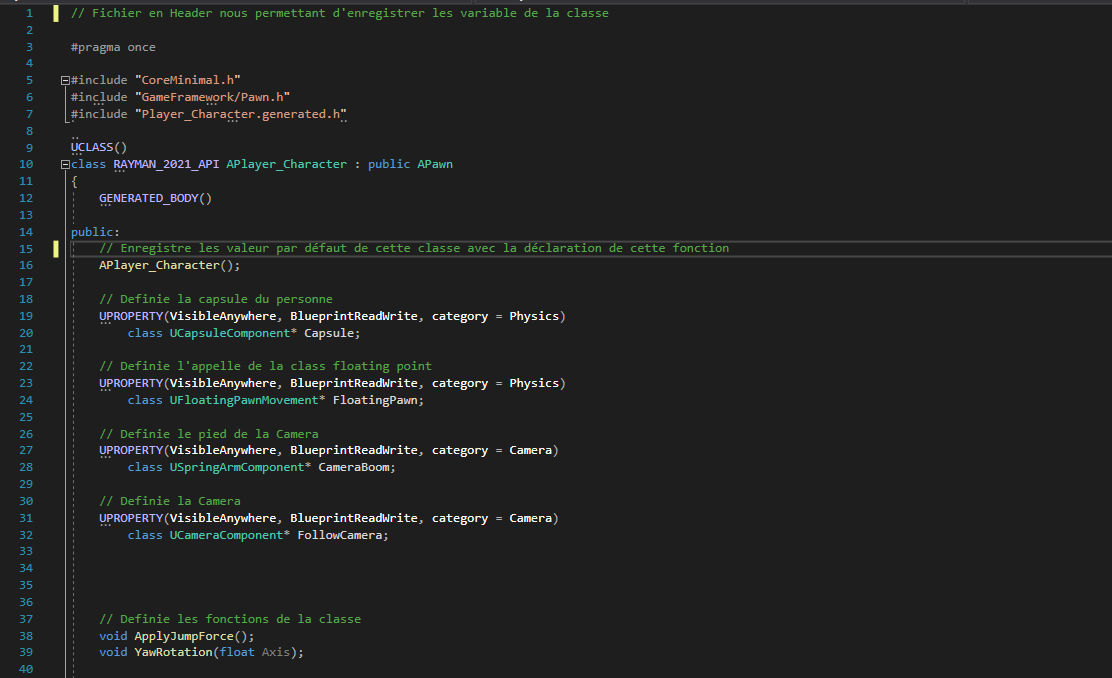 1 // Fichier en Header nous permettant d'enregistrer les variable de la classe
2
3 #pragma once
4
5 #include "CoreMinimal.h"
6 #include "GameFramework/Pawn.h"
7 #include "Player_Character.generated.h"
8
9 UCLASS()
10 class RAYMAN_2021_API APlayer_Character : public APawn
11 {
12 GENERATED_BODY()
13
14 public:
15 // Enregistre les valeur par défaut de cette classe avec la déclaration de cette fonction
16 APlayer_Character();
17
18 // Definie la capsule du personne
19 UPROPERTY(VisibleAnywhere, BlueprintReadWrite, category = Physics)
20 class UCapsuleComponent* Capsule;
21
22 // Definie l'appelle de la class floating point
23 UPROPERTY(VisibleAnywhere, BlueprintReadWrite, category = Physics)
24 class UFloatingPawnMovement* FloatingPawn;
25
26 // Definie le pied de la Camera
27 UPROPERTY(VisibleAnywhere, BlueprintReadWrite, category = Camera)
28 class USpringArmComponent* CameraBoom;
29
30 // Definie la Camera
31 UPROPERTY(VisibleAnywhere, BlueprintReadWrite, category = Camera)
32 class UCameraComponent* FollowCamera;
33
34
35
36
37 // Definie les fonctions de la classe
38 void ApplyJumpForce();
39 void YawRotation(float Axis);
40